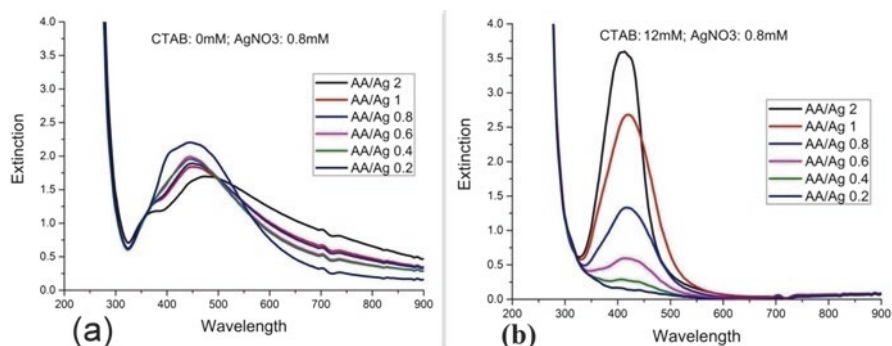 CTAB: 0mM; AgNO3: 0.8mM
AA/Ag 2
AA/Ag 1
AA/Ag 0.8
AA/Ag 0.6
AA/Ag 0.4
AA/Ag 0.2
Extinction
4.0
3.5
3.0
2.5
2.0
1.5
1.0
0.5
0.0
200 300 400 500 600 700 800 900
Wavelength
(a)
CTAB: 12mM; AgNO3: 0.8mM
AA/Ag 2
AA/Ag 1
AA/Ag 0.8
AA/Ag 0.6
AA/Ag 0.4
AA/Ag 0.2
Extinction
4.0
3.5
3.0
2.5
2.0
1.5
1.0
0.5
0.0
200 300 400 500 600 700 800 900
Wavelength
(b)